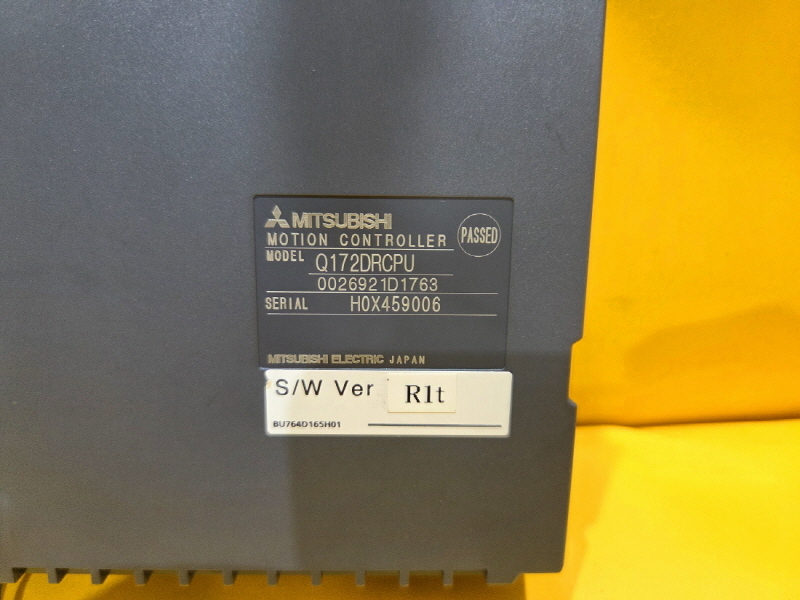 MITSUBISHI
MOTION CONTROLLER
PASSED
MODEL Q172DRCPU
0026921D1763
SERIAL H0X459006
MITSUBISHI ELECTRIC JAPAN
S/W Ver R1t
BU764D165H01